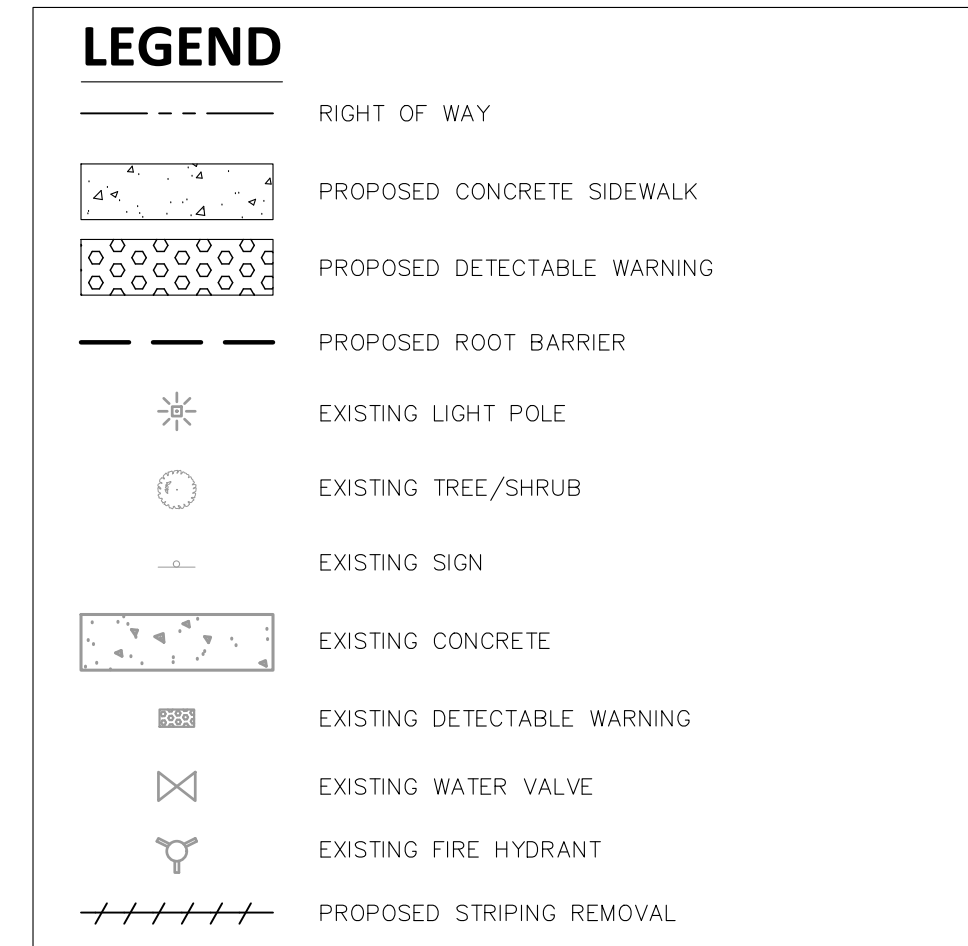 LEGEND
RIGHT OF WAY
PROPOSED CONCRETE SIDEWALK
PROPOSED DETECTABLE WARNING
PROPOSED ROOT BARRIER
EXISTING LIGHT POLE
EXISTING TREE/SHRUB
EXISTING SIGN
EXISTING CONCRETE
EXISTING DETECTABLE WARNING
EXISTING WATER VALVE
EXISTING FIRE HYDRANT
PROPOSED STRIPING REMOVAL